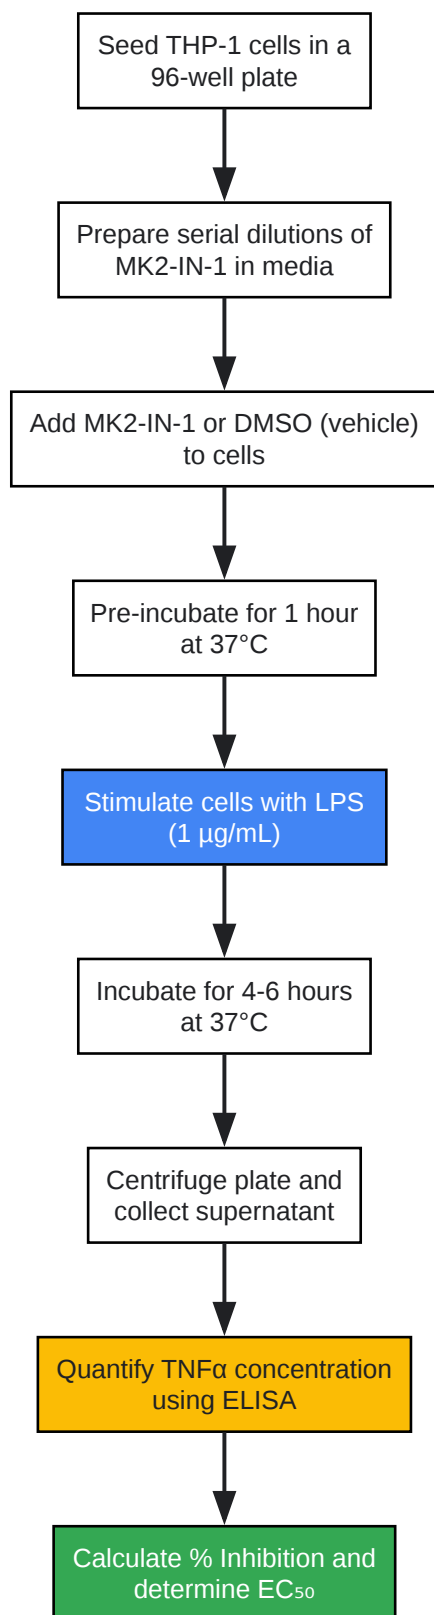 Seed THP-1 cells in a
96-well plate
Prepare serial dilutions of
MK2-IN-1 in media
Add MK2-IN-1 or DMSO (vehicle)
to cells
Pre-incubate for 1 hour
at 37°C
Stimulate cells with LPS
(1 µg/mL)
Incubate for 4-6 hours
at 37°C
Centrifuge plate and
collect supernatant
Quantify TNFα concentration
using ELISA
Calculate % Inhibition and
determine EC₅₀